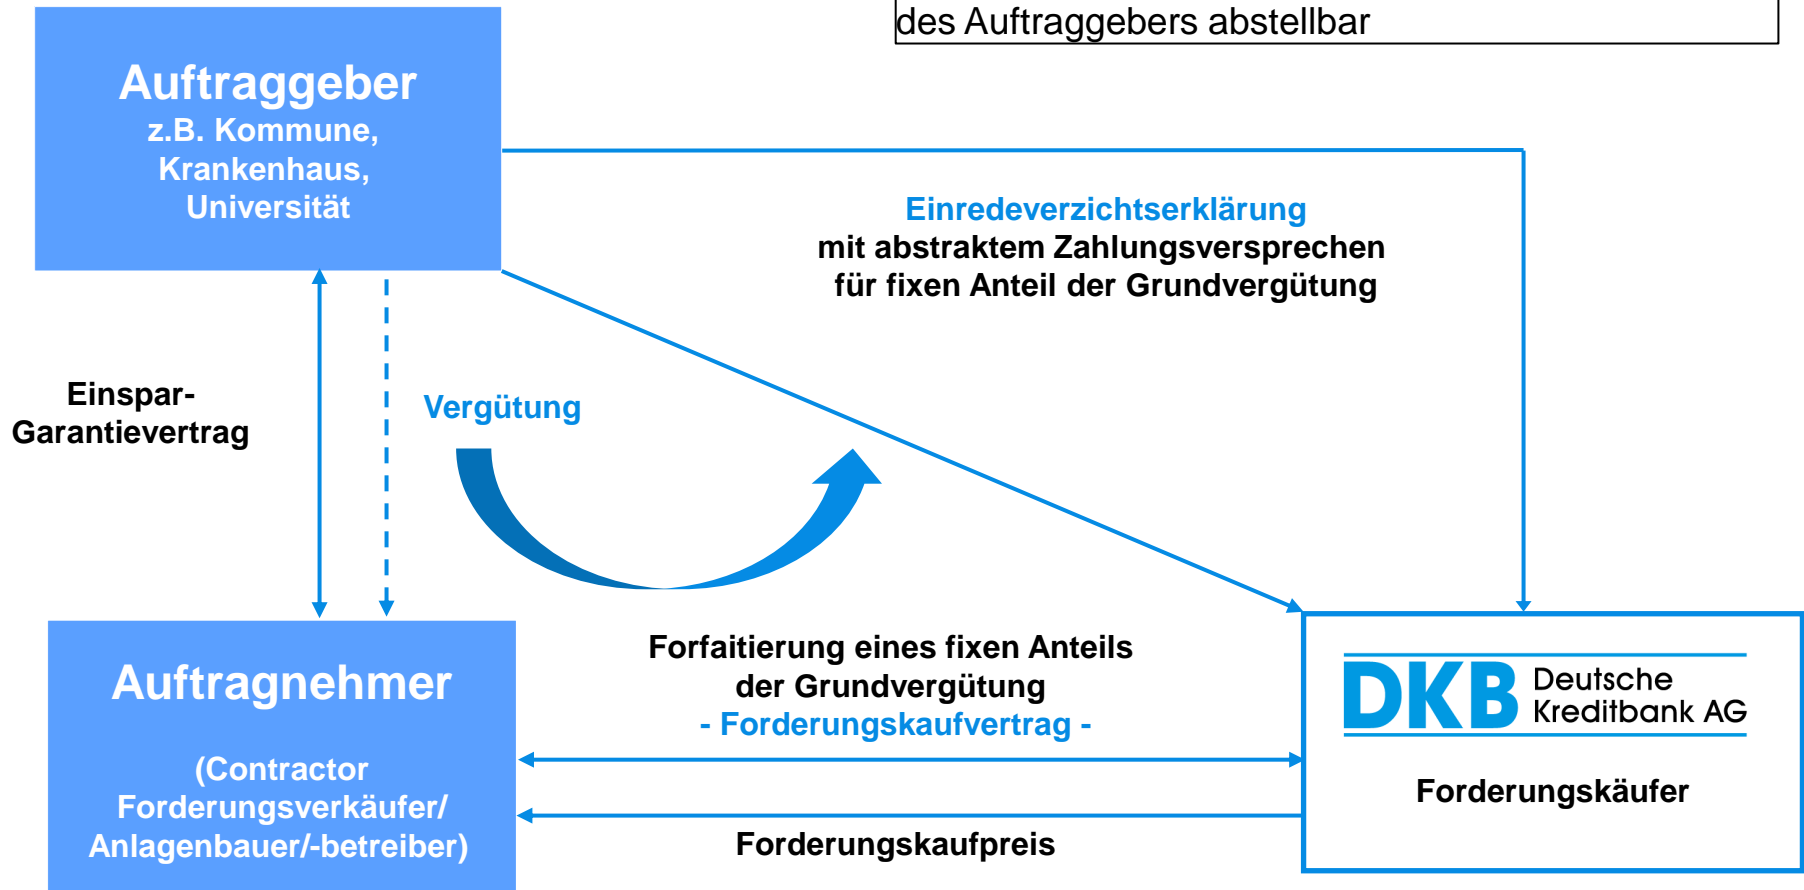 des Auftraggebers abstellbar
Auftraggeber
z.B. Kommune,
Krankenhaus,
Universität
Einredeverzichtserklärung
mit abstraktem Zahlungsversprechen
für fixen Anteil der Grundvergütung
Einspar-
Garantievertrag
Vergütung
Forfaitierung eines fixen Anteils
der Grundvergütung
- Forderungskaufvertrag -
Auftragnehmer
(Contractor
Forderungsverkäufer/
Anlagenbauer/-betreiber)
DKB Deutsche
Kreditbank AG
Forderungskäufer
Forderungskaufpreis